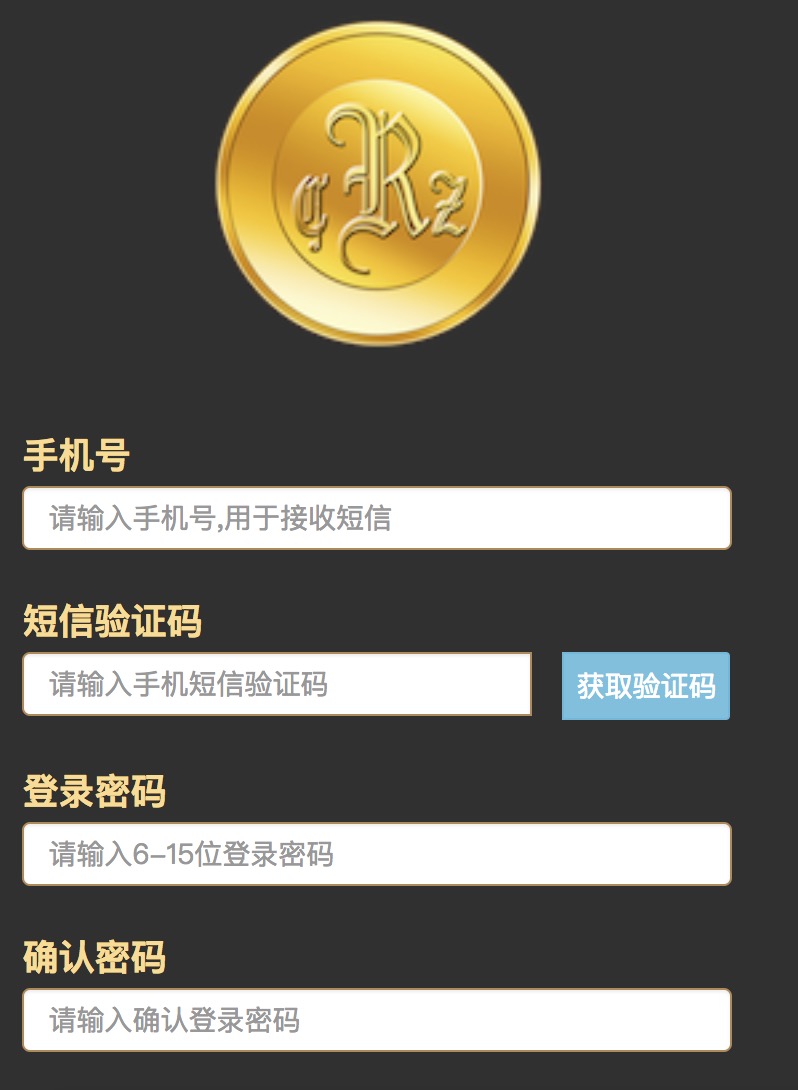 ¢Rz
手机号
请输入手机号,用于接收短信
短信验证码
请输入手机短信验证码
获取验证码
登录密码
请输入6–15位登录密码
确认密码
请输入确认登录密码